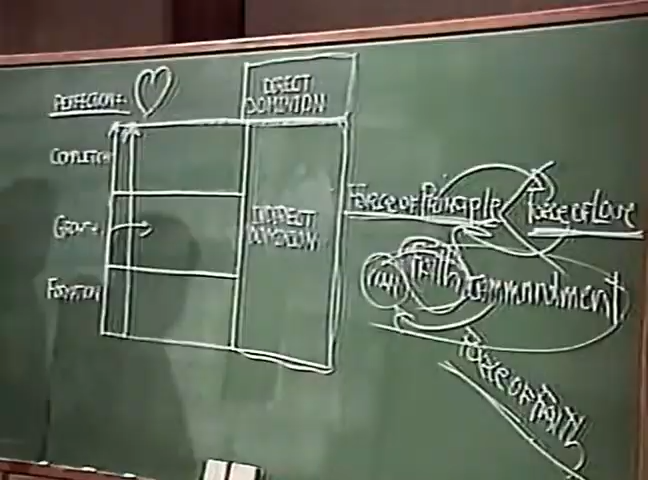 PERFECTION
DIRECT
DOMINION
COMPLETION
GROWTH
INDIRECT
DOMINION
FORMATION
FORCE OF PRINCIPLE
FORCE OF LOVE
FAITH
COMMANDMENT
FORCE OF FAITH